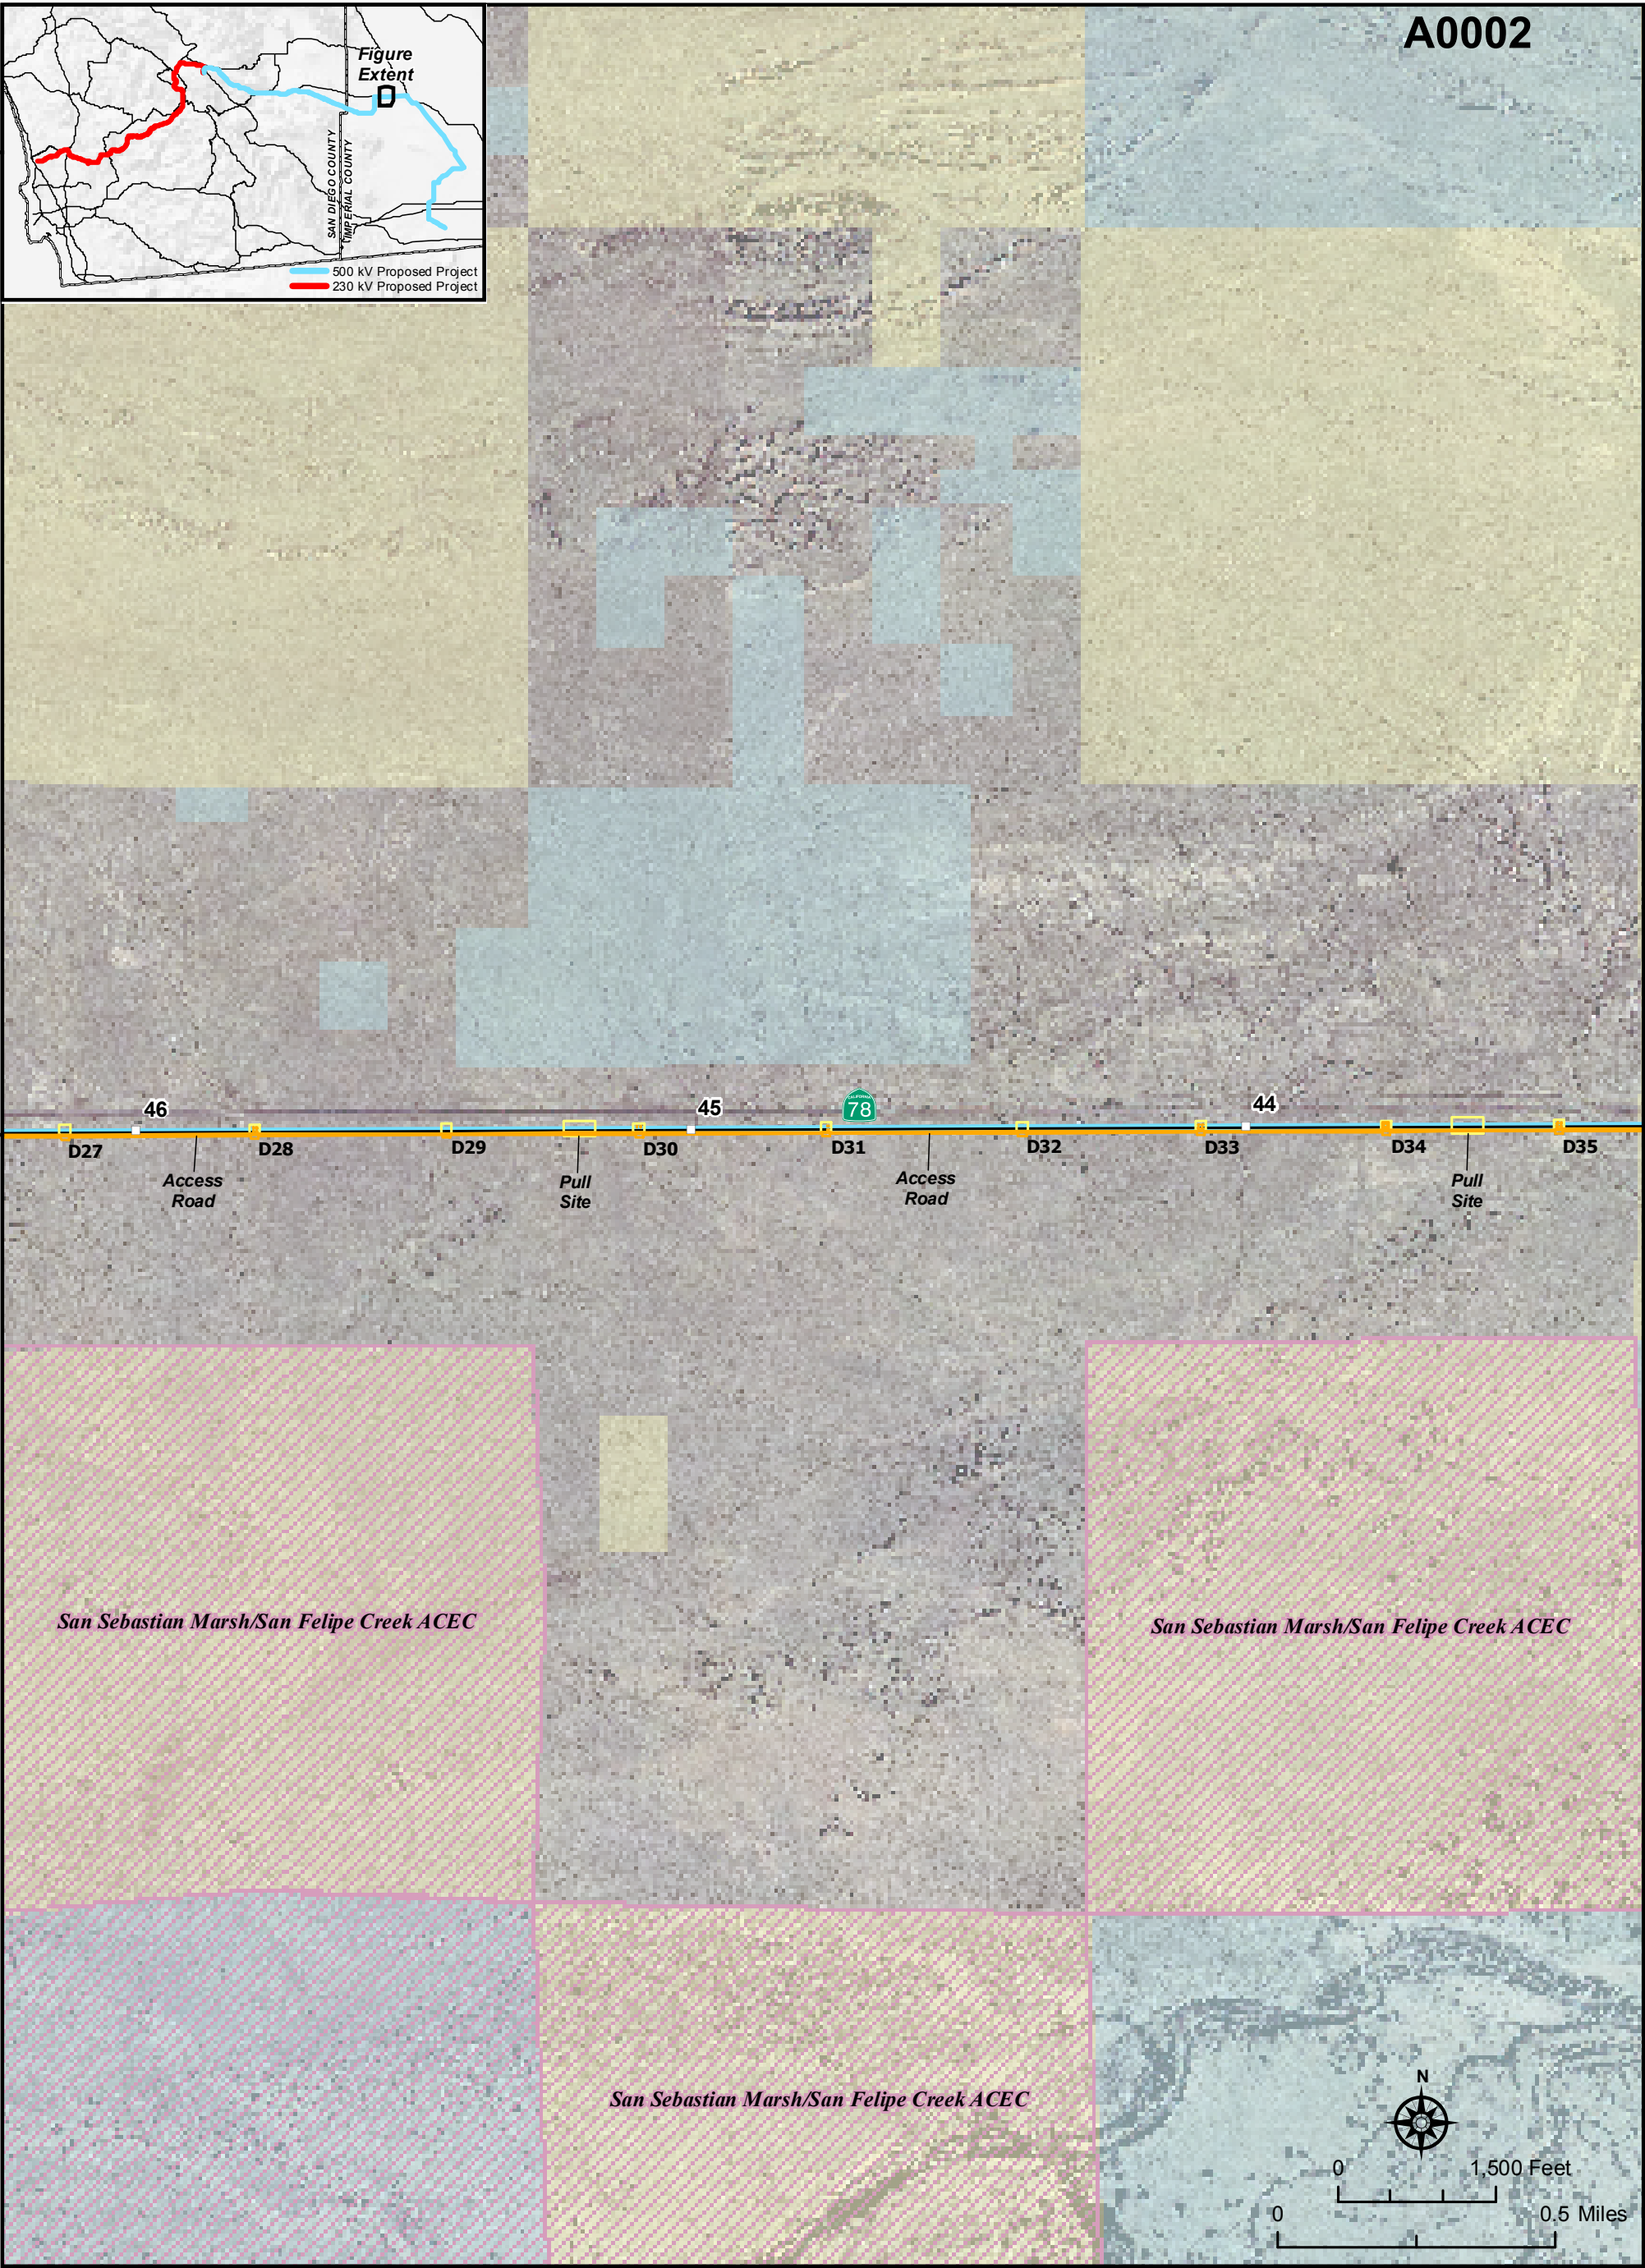 A0002
Figure
Extent
SAN DIEGO COUNTY
IMPERIAL COUNTY
500 kV Proposed Project
230 kV Proposed Project
46
45
CALIFORNIA
78
44
D27
D28
D29
D30
D31
D32
D33
D34
D35
Access
Road
Pull
Site
Access
Road
Pull
Site
San Sebastian Marsh/San Felipe Creek ACEC
San Sebastian Marsh/San Felipe Creek ACEC
San Sebastian Marsh/San Felipe Creek ACEC
N
0 1,500 Feet
0 0.5 Miles